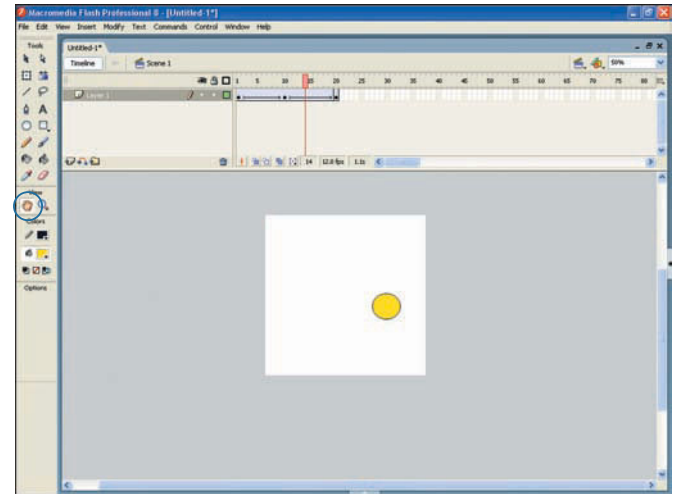 Macromedia Flash Professional 8 - [Untitled-1*]
File Edit View Insert Modify Text Commands Control Window Help
Tools
Untitled-1*
Timeline
Scene 1
50%
1 5 10 15 20 25 30 35 40 45 50 55 60 65 70 75 80
Layer 1
14 12.0 fps 1.1s
View
Colors
Options